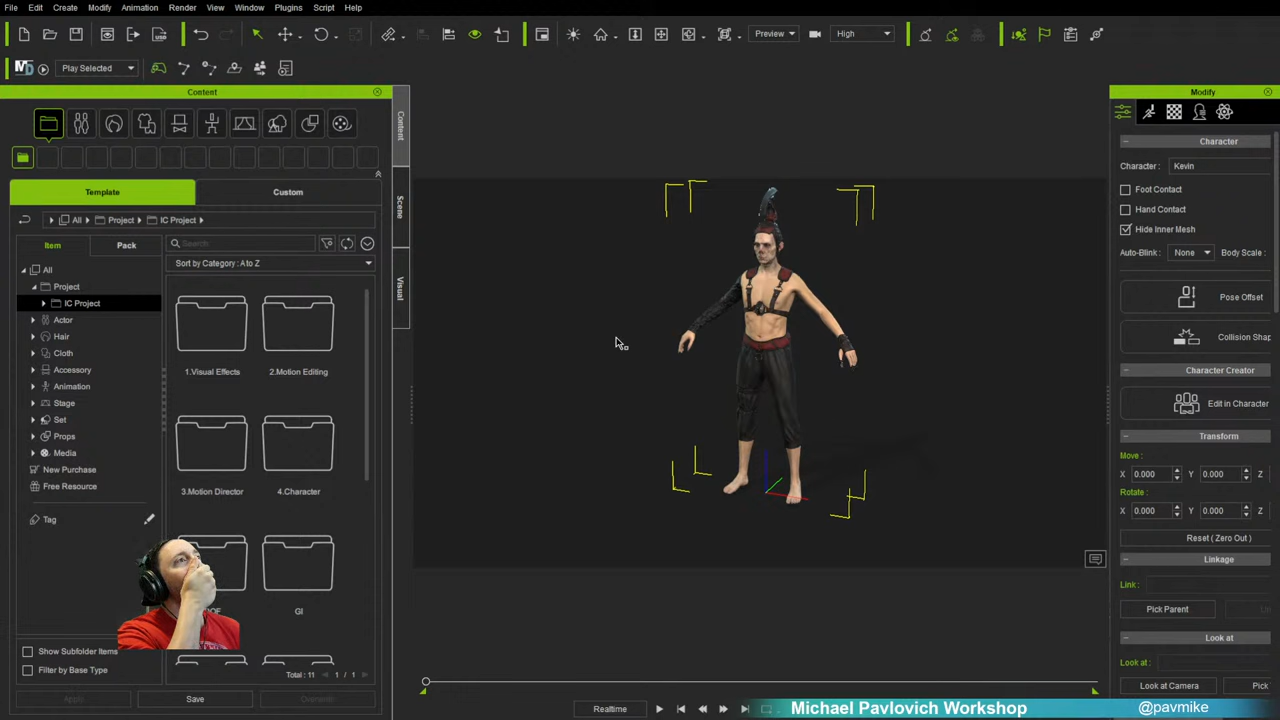 File Edit Create Modify Animation Render View Window Plugins Script Help
Preview High
Play Selected
Content Modify
Content
Scene
Visual
Template Custom
All Project IC Project
Item Pack Search
Sort by Category : A to Z
All
Project
IC Project
Actor
Hair
Cloth
Accessory
Animation
Stage
Set
Props
Media
New Purchase
Free Resource
Tag
1.Visual Effects 2.Motion Editing
3.Motion Director 4.Character
GI
Show Subfolder Items
Filter by Base Type
Total : 11 1 / 1
Apply Save Overwrite
Character
Character : Kevin
Foot Contact
Hand Contact
Hide Inner Mesh
Auto-Blink : None Body Scale :
Pose Offset
Collision Shap
Character Creator
Edit in Character
Transform
Move :
X 0.000 Y 0.000 Z
Rotate :
X 0.000 Y 0.000 Z
Reset ( Zero Out )
Linkage
Link :
Pick Parent
Look at
Look at :
Look at Camera Pick
Realtime
Michael Pavlovich Workshop @pavmike